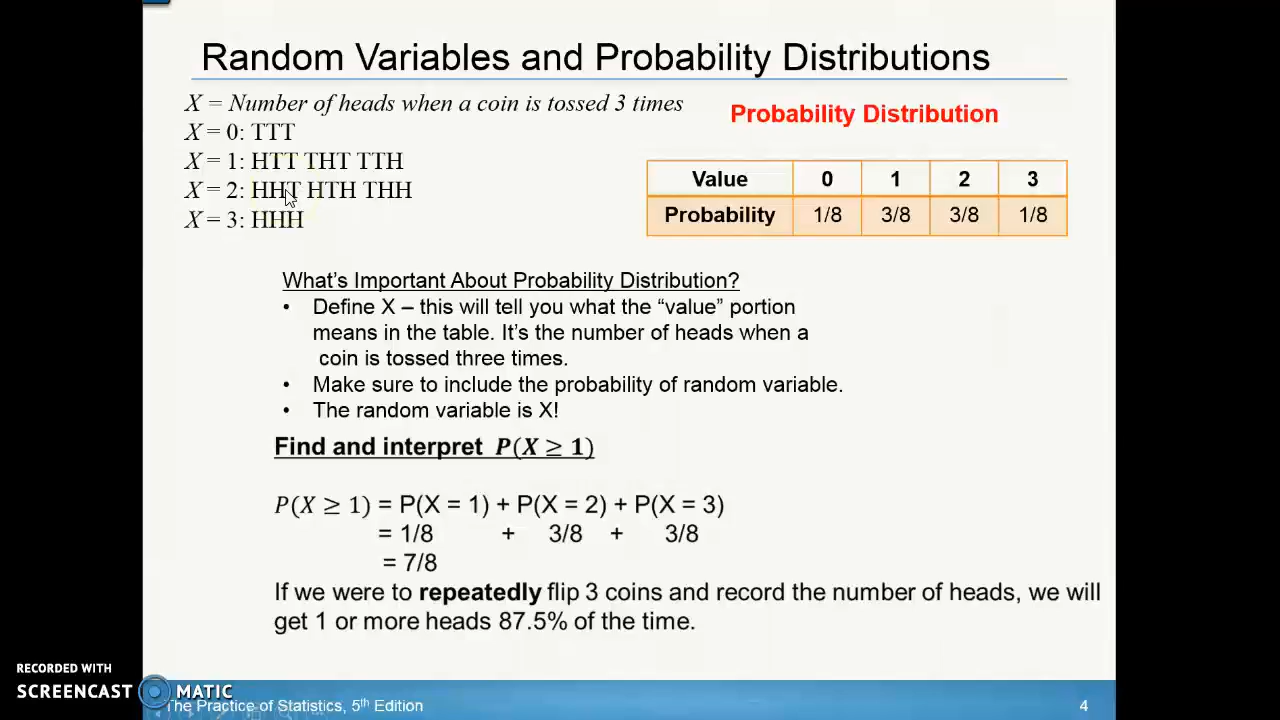 Random Variables and Probability Distributions
X = Number of heads when a coin is tossed 3 times
X = 0: TTT
X = 1: HTT THT TTH
X = 2: HHT HTH THH
X = 3: HHH
Probability Distribution
Value 0 1 2 3
Probability 1/8 3/8 3/8 1/8
What's Important About Probability Distribution?
• Define X – this will tell you what the “value” portion
means in the table. It's the number of heads when a
coin is tossed three times.
• Make sure to include the probability of random variable.
• The random variable is X!
Find and interpret P(X ≥ 1)
P(X ≥ 1) = P(X = 1) + P(X = 2) + P(X = 3)
= 1/8 + 3/8 + 3/8
= 7/8
If we were to repeatedly flip 3 coins and record the number of heads, we will
get 1 or more heads 87.5% of the time.
RECORDED WITH
SCREENCAST MATIC
The Practice of Statistics, 5th Edition 4